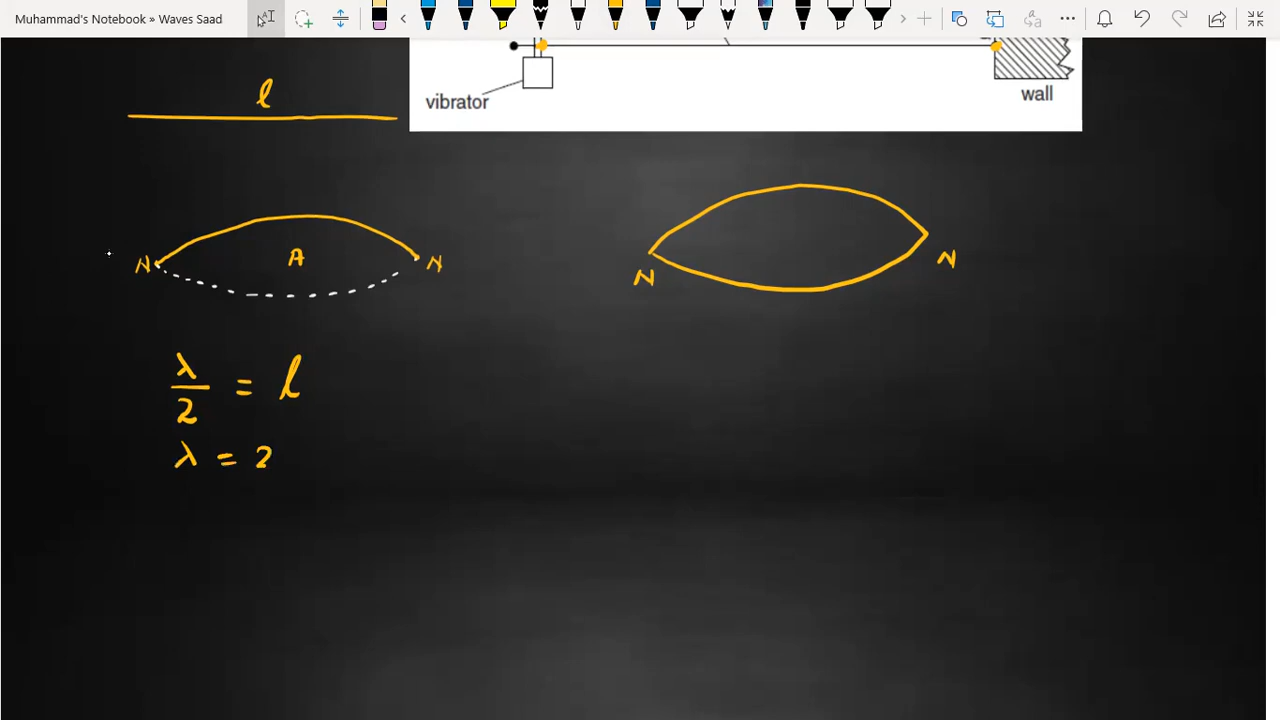 Muhammad's Notebook » Waves Saad
vibrator
wall
l
N A N
N N
λ/2 = l
λ = 2